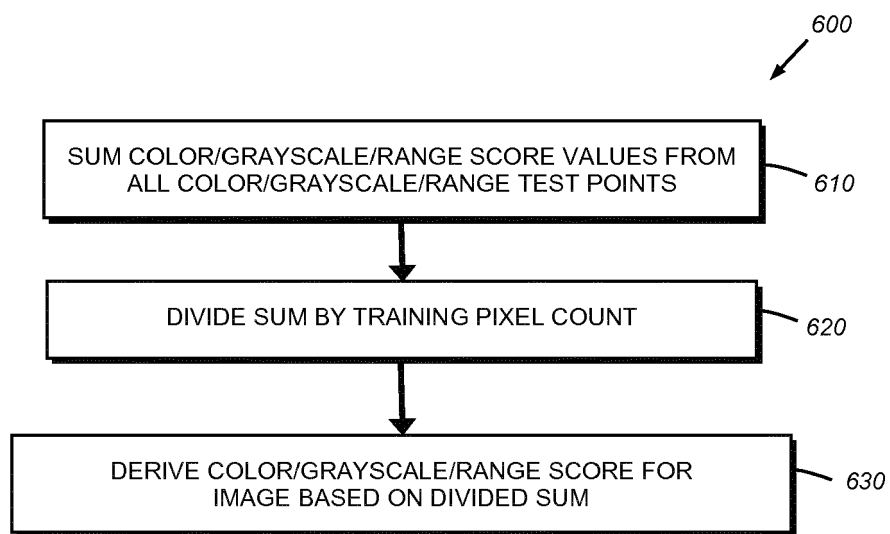 600
SUM COLOR/GRAYSCALE/RANGE SCORE VALUES FROM
ALL COLOR/GRAYSCALE/RANGE TEST POINTS
610
DIVIDE SUM BY TRAINING PIXEL COUNT
620
DERIVE COLOR/GRAYSCALE/RANGE SCORE FOR
IMAGE BASED ON DIVIDED SUM
630